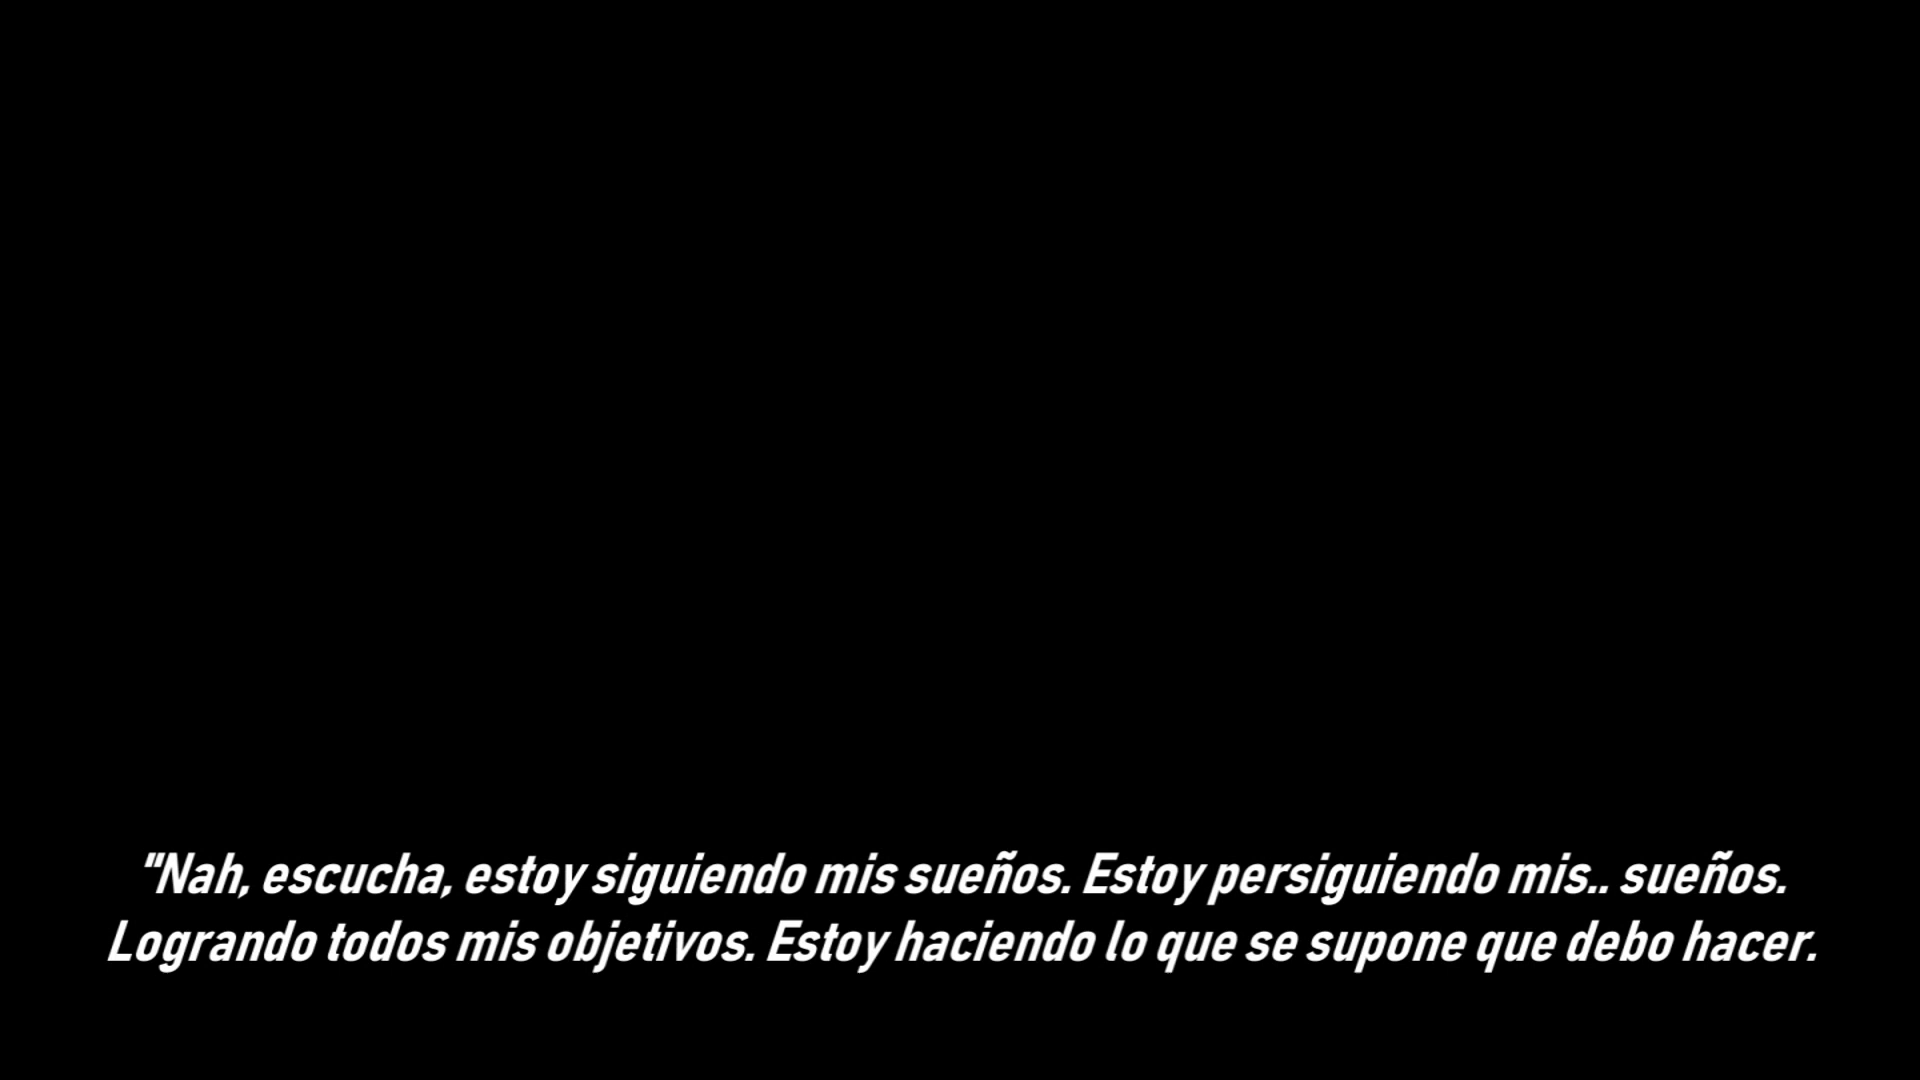 "Nah, escucha, estoy siguiendo mis sueños. Estoy persiguiendo mis.. sueños.
Logrando todos mis objetivos. Estoy haciendo lo que se supone que debo hacer.